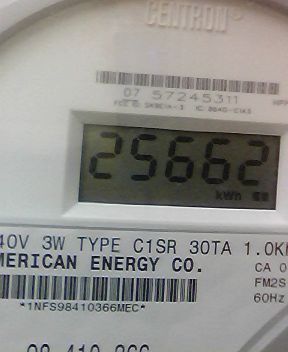 CENTRON
07 57245311
25662
kWh
40V 3W TYPE C1SR 30TA 1.0K
MERICAN ENERGY CO.
CA 0
FM2S
60Hz
*1NFS98410366MEC*